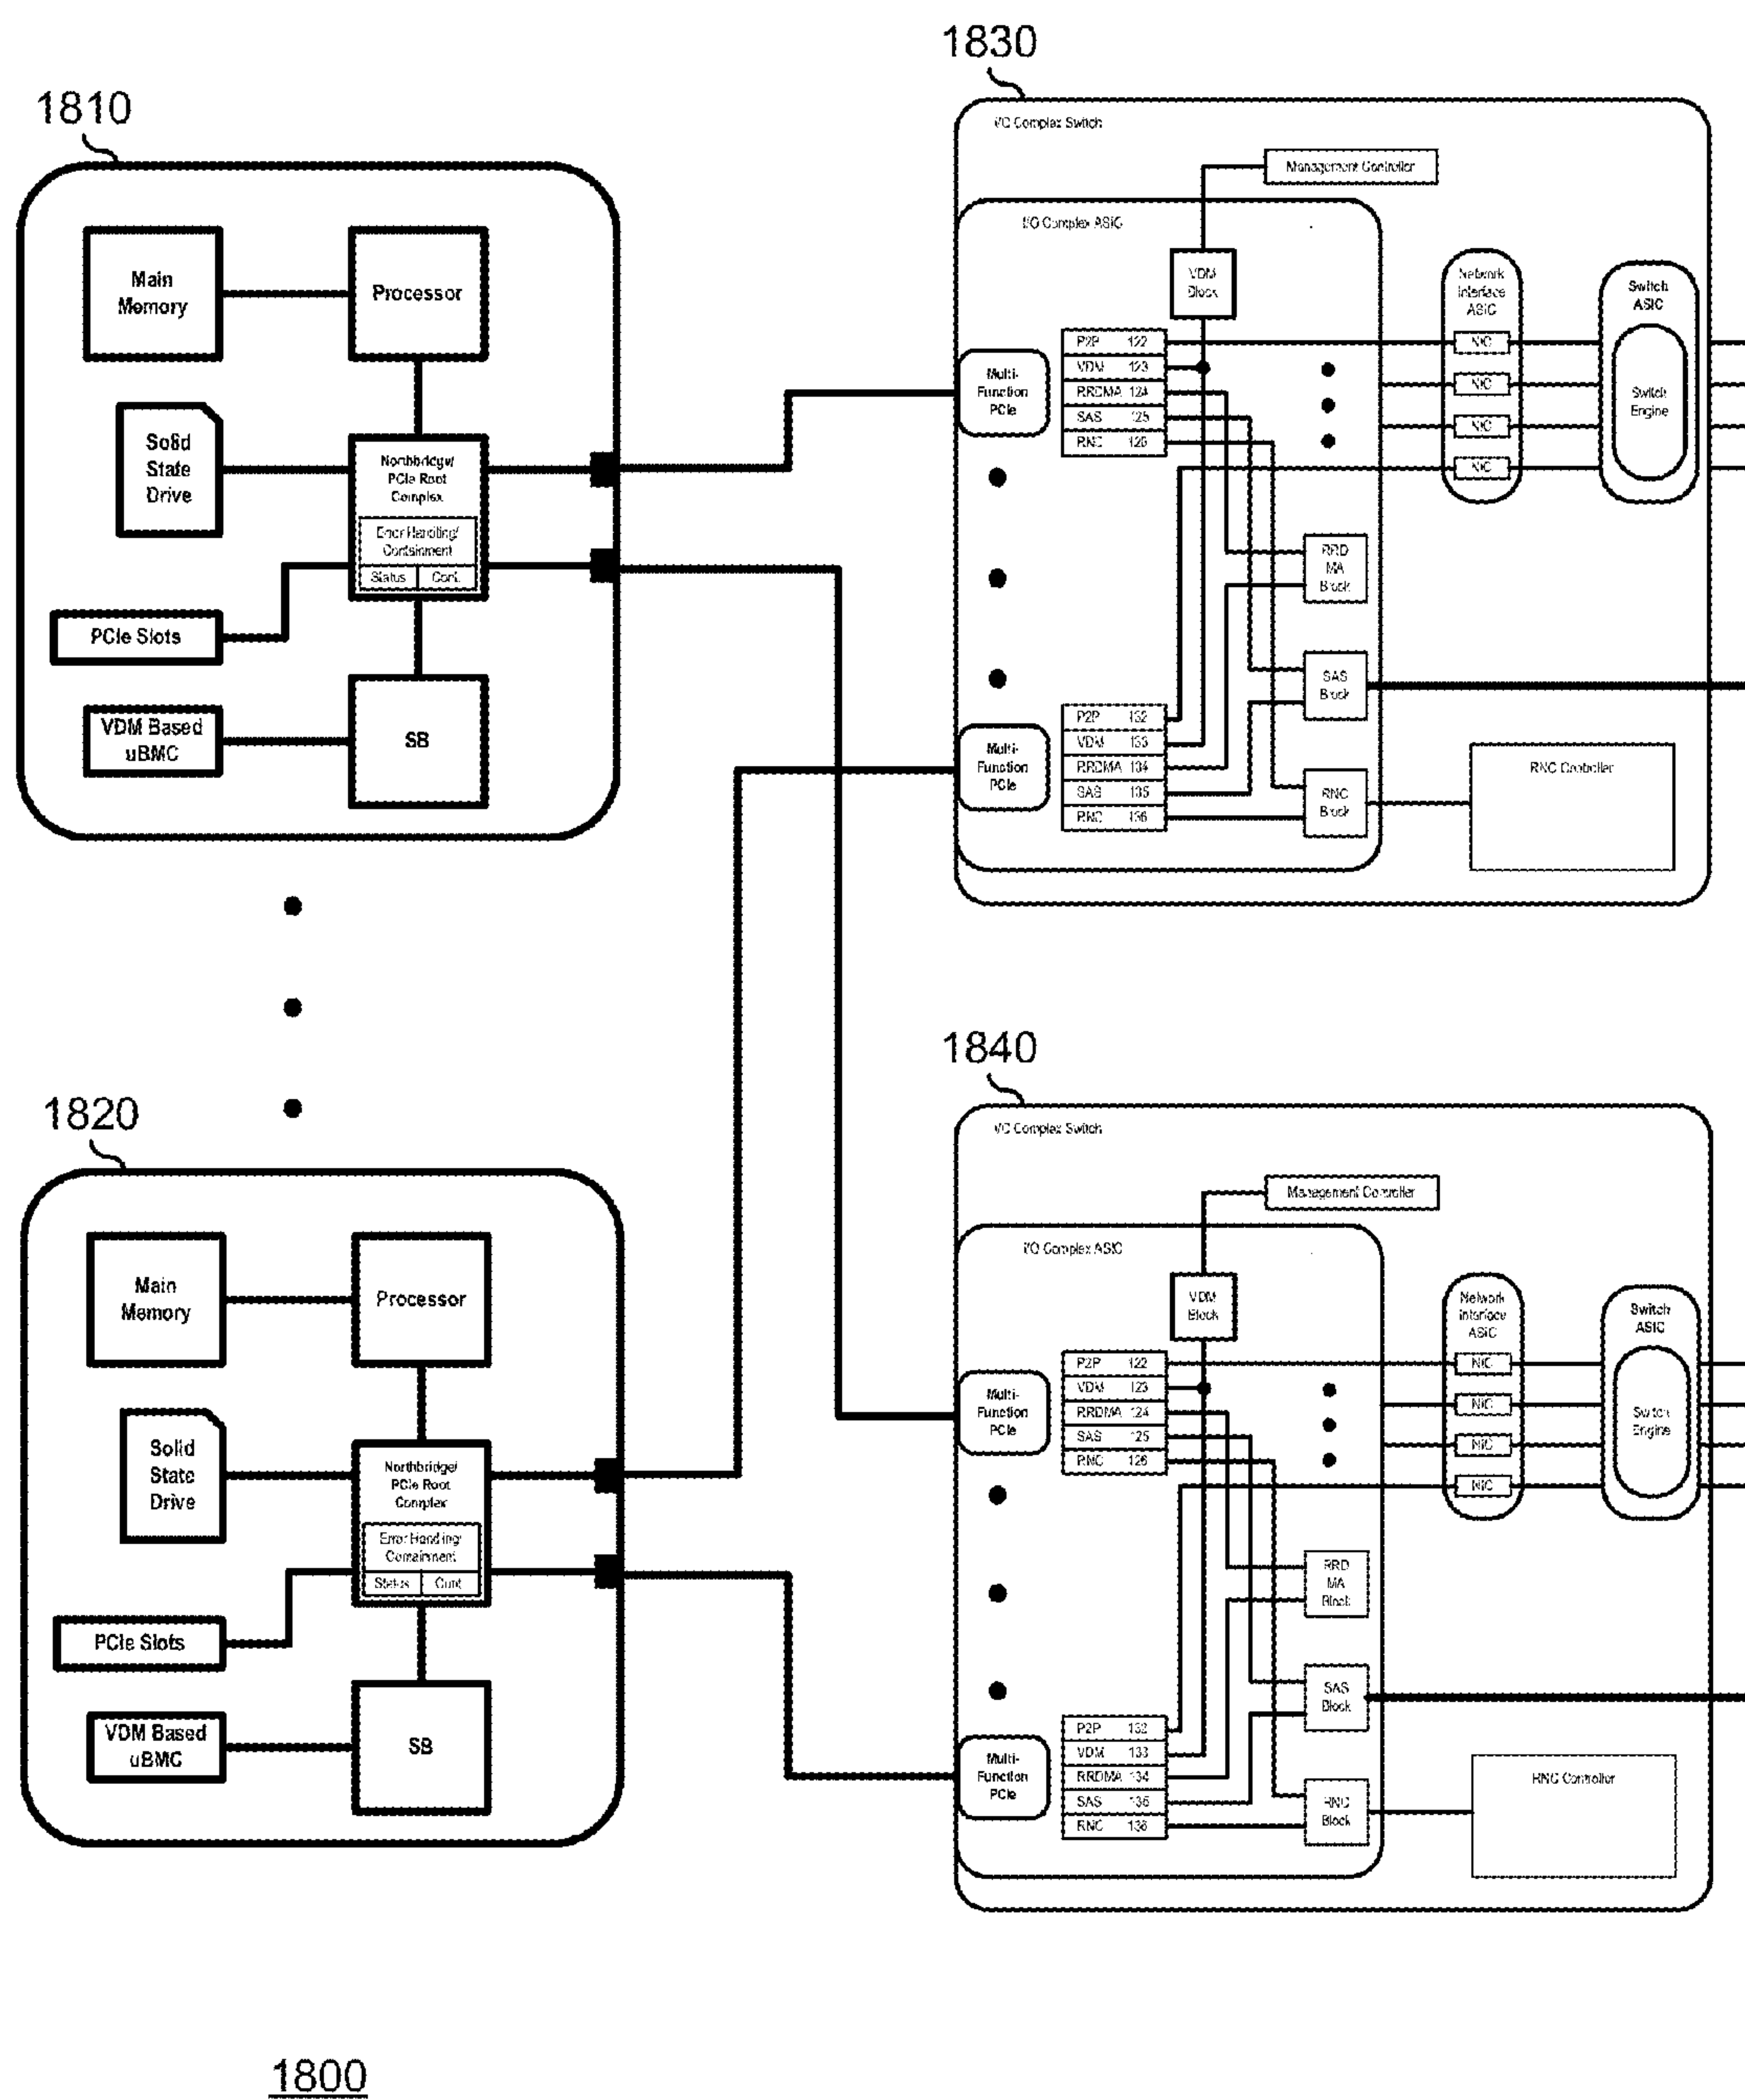 1810
Main
Memory
Processor
Solid
State
Drive
Northbridge/
PCIe Root
Complex
Error Handling/
Containment
Status
Cont.
PCIe Slots
VDM Based
uBMC
SB
1830
I/O Complex Switch
Management Controller
I/O Complex ASIC
VDM
Block
Multi-
Function
PCIe
P2P 122
VDM 123
RRDMA 124
SAS 125
RNC 126
Network
Interface
ASIC
NIC
NIC
NIC
NIC
Switch
ASIC
Switch
Engine
RRD
MA
Block
SAS
Block
RNC
Block
Multi-
Function
PCIe
P2P 132
VDM 133
RRDMA 134
SAS 135
RNC 136
RNC Controller
1820
Main
Memory
Processor
Solid
State
Drive
Northbridge/
PCIe Root
Complex
Error Handling/
Containment
Status
Cont.
PCIe Slots
VDM Based
uBMC
SB
1840
I/O Complex Switch
Management Controller
I/O Complex ASIC
VDM
Block
Multi-
Function
PCIe
P2P 122
VDM 123
RRDMA 124
SAS 125
RNC 126
Network
Interface
ASIC
NIC
NIC
NIC
NIC
Switch
ASIC
Switch
Engine
RRD
MA
Block
SAS
Block
RNC
Block
Multi-
Function
PCIe
P2P 132
VDM 133
RRDMA 134
SAS 135
RNC 136
RNC Controller
1800